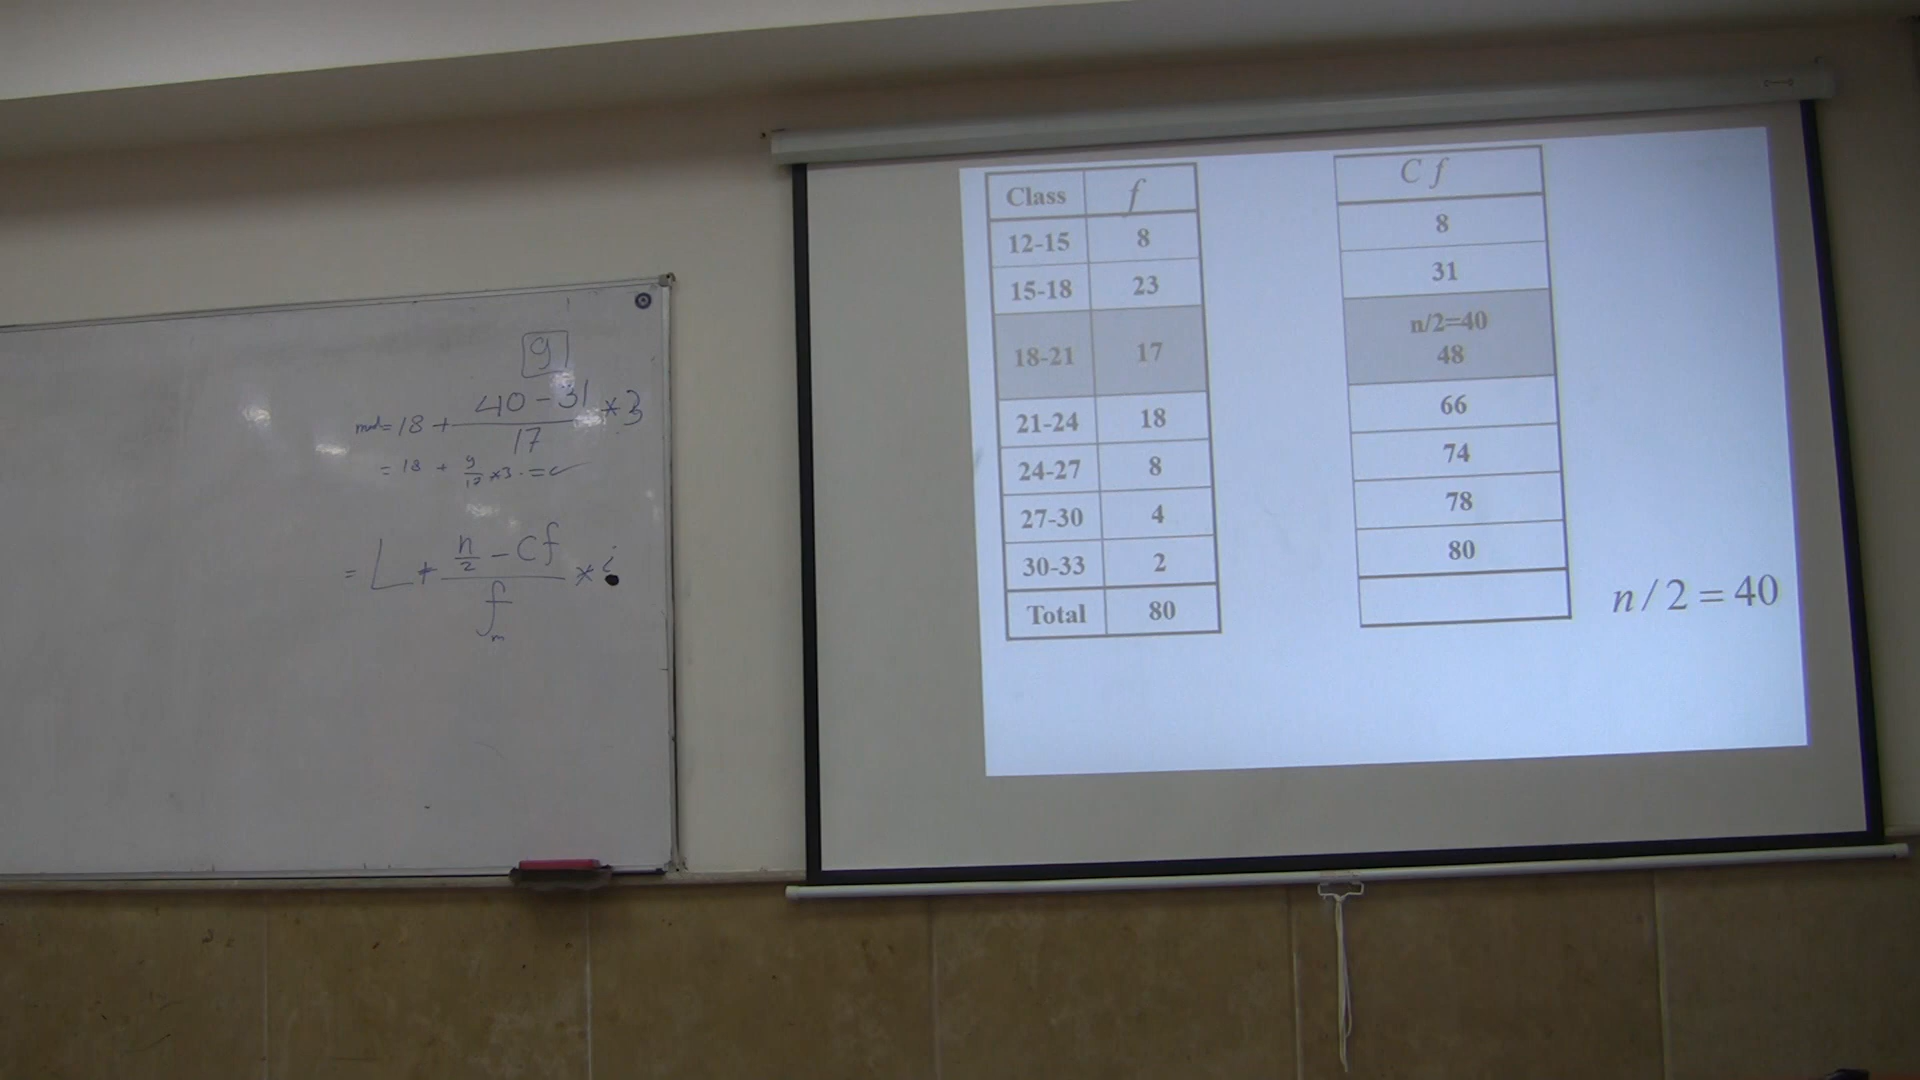 9
med = 18 + 40 - 31 / 17 * 3
= 18 + 9/17 * 3 =
= L + n/2 - cf / fm * i
Class f
12-15 8
15-18 23
18-21 17
21-24 18
24-27 8
27-30 4
30-33 2
Total 80
C f
8
31
n/2=40
48
66
74
78
80
n / 2 = 40